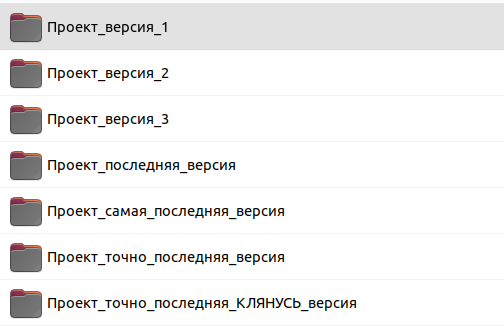 Проект_версия_1
Проект_версия_2
Проект_версия_3
Проект_последняя_версия
Проект_самая_последняя_версия
Проект_точно_последняя_версия
Проект_точно_последняя_КЛЯНУСЬ_версия